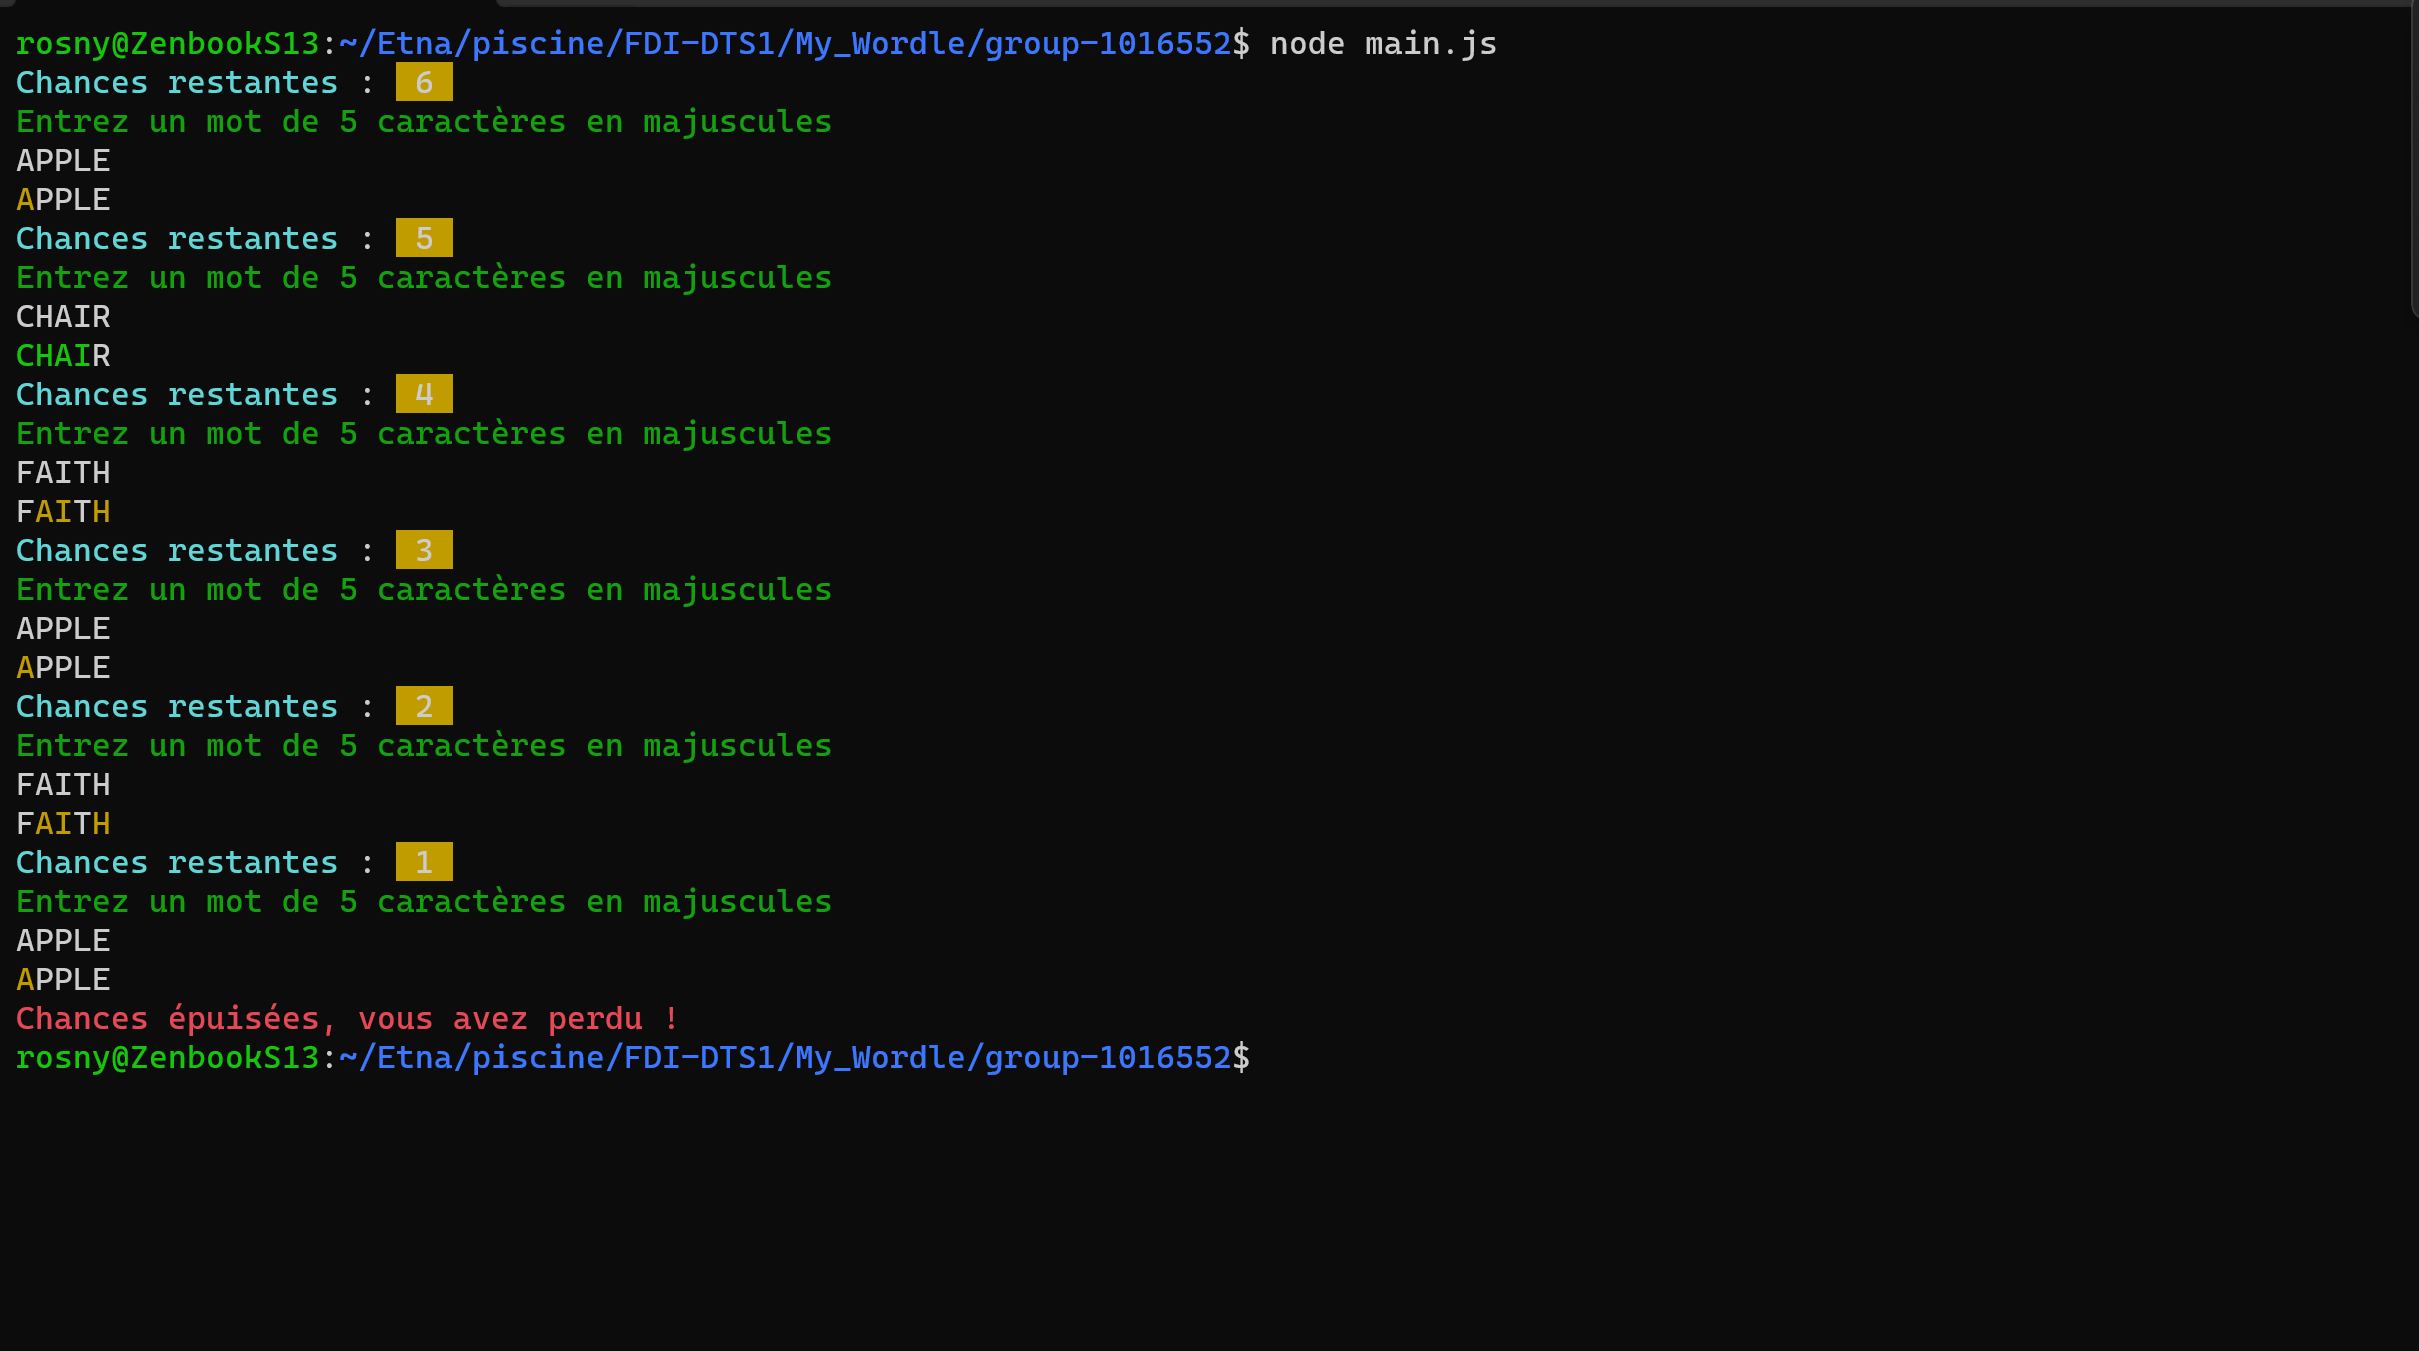 rosny@ZenbookS13:~/Etna/piscine/FDI-DTS1/My_Wordle/group-1016552$ node main.js
Chances restantes : 6
Entrez un mot de 5 caractères en majuscules
APPLE
APPLE
Chances restantes : 5
Entrez un mot de 5 caractères en majuscules
CHAIR
CHAIR
Chances restantes : 4
Entrez un mot de 5 caractères en majuscules
FAITH
FAITH
Chances restantes : 3
Entrez un mot de 5 caractères en majuscules
APPLE
APPLE
Chances restantes : 2
Entrez un mot de 5 caractères en majuscules
FAITH
FAITH
Chances restantes : 1
Entrez un mot de 5 caractères en majuscules
APPLE
APPLE
Chances épuisées, vous avez perdu !
rosny@ZenbookS13:~/Etna/piscine/FDI-DTS1/My_Wordle/group-1016552$